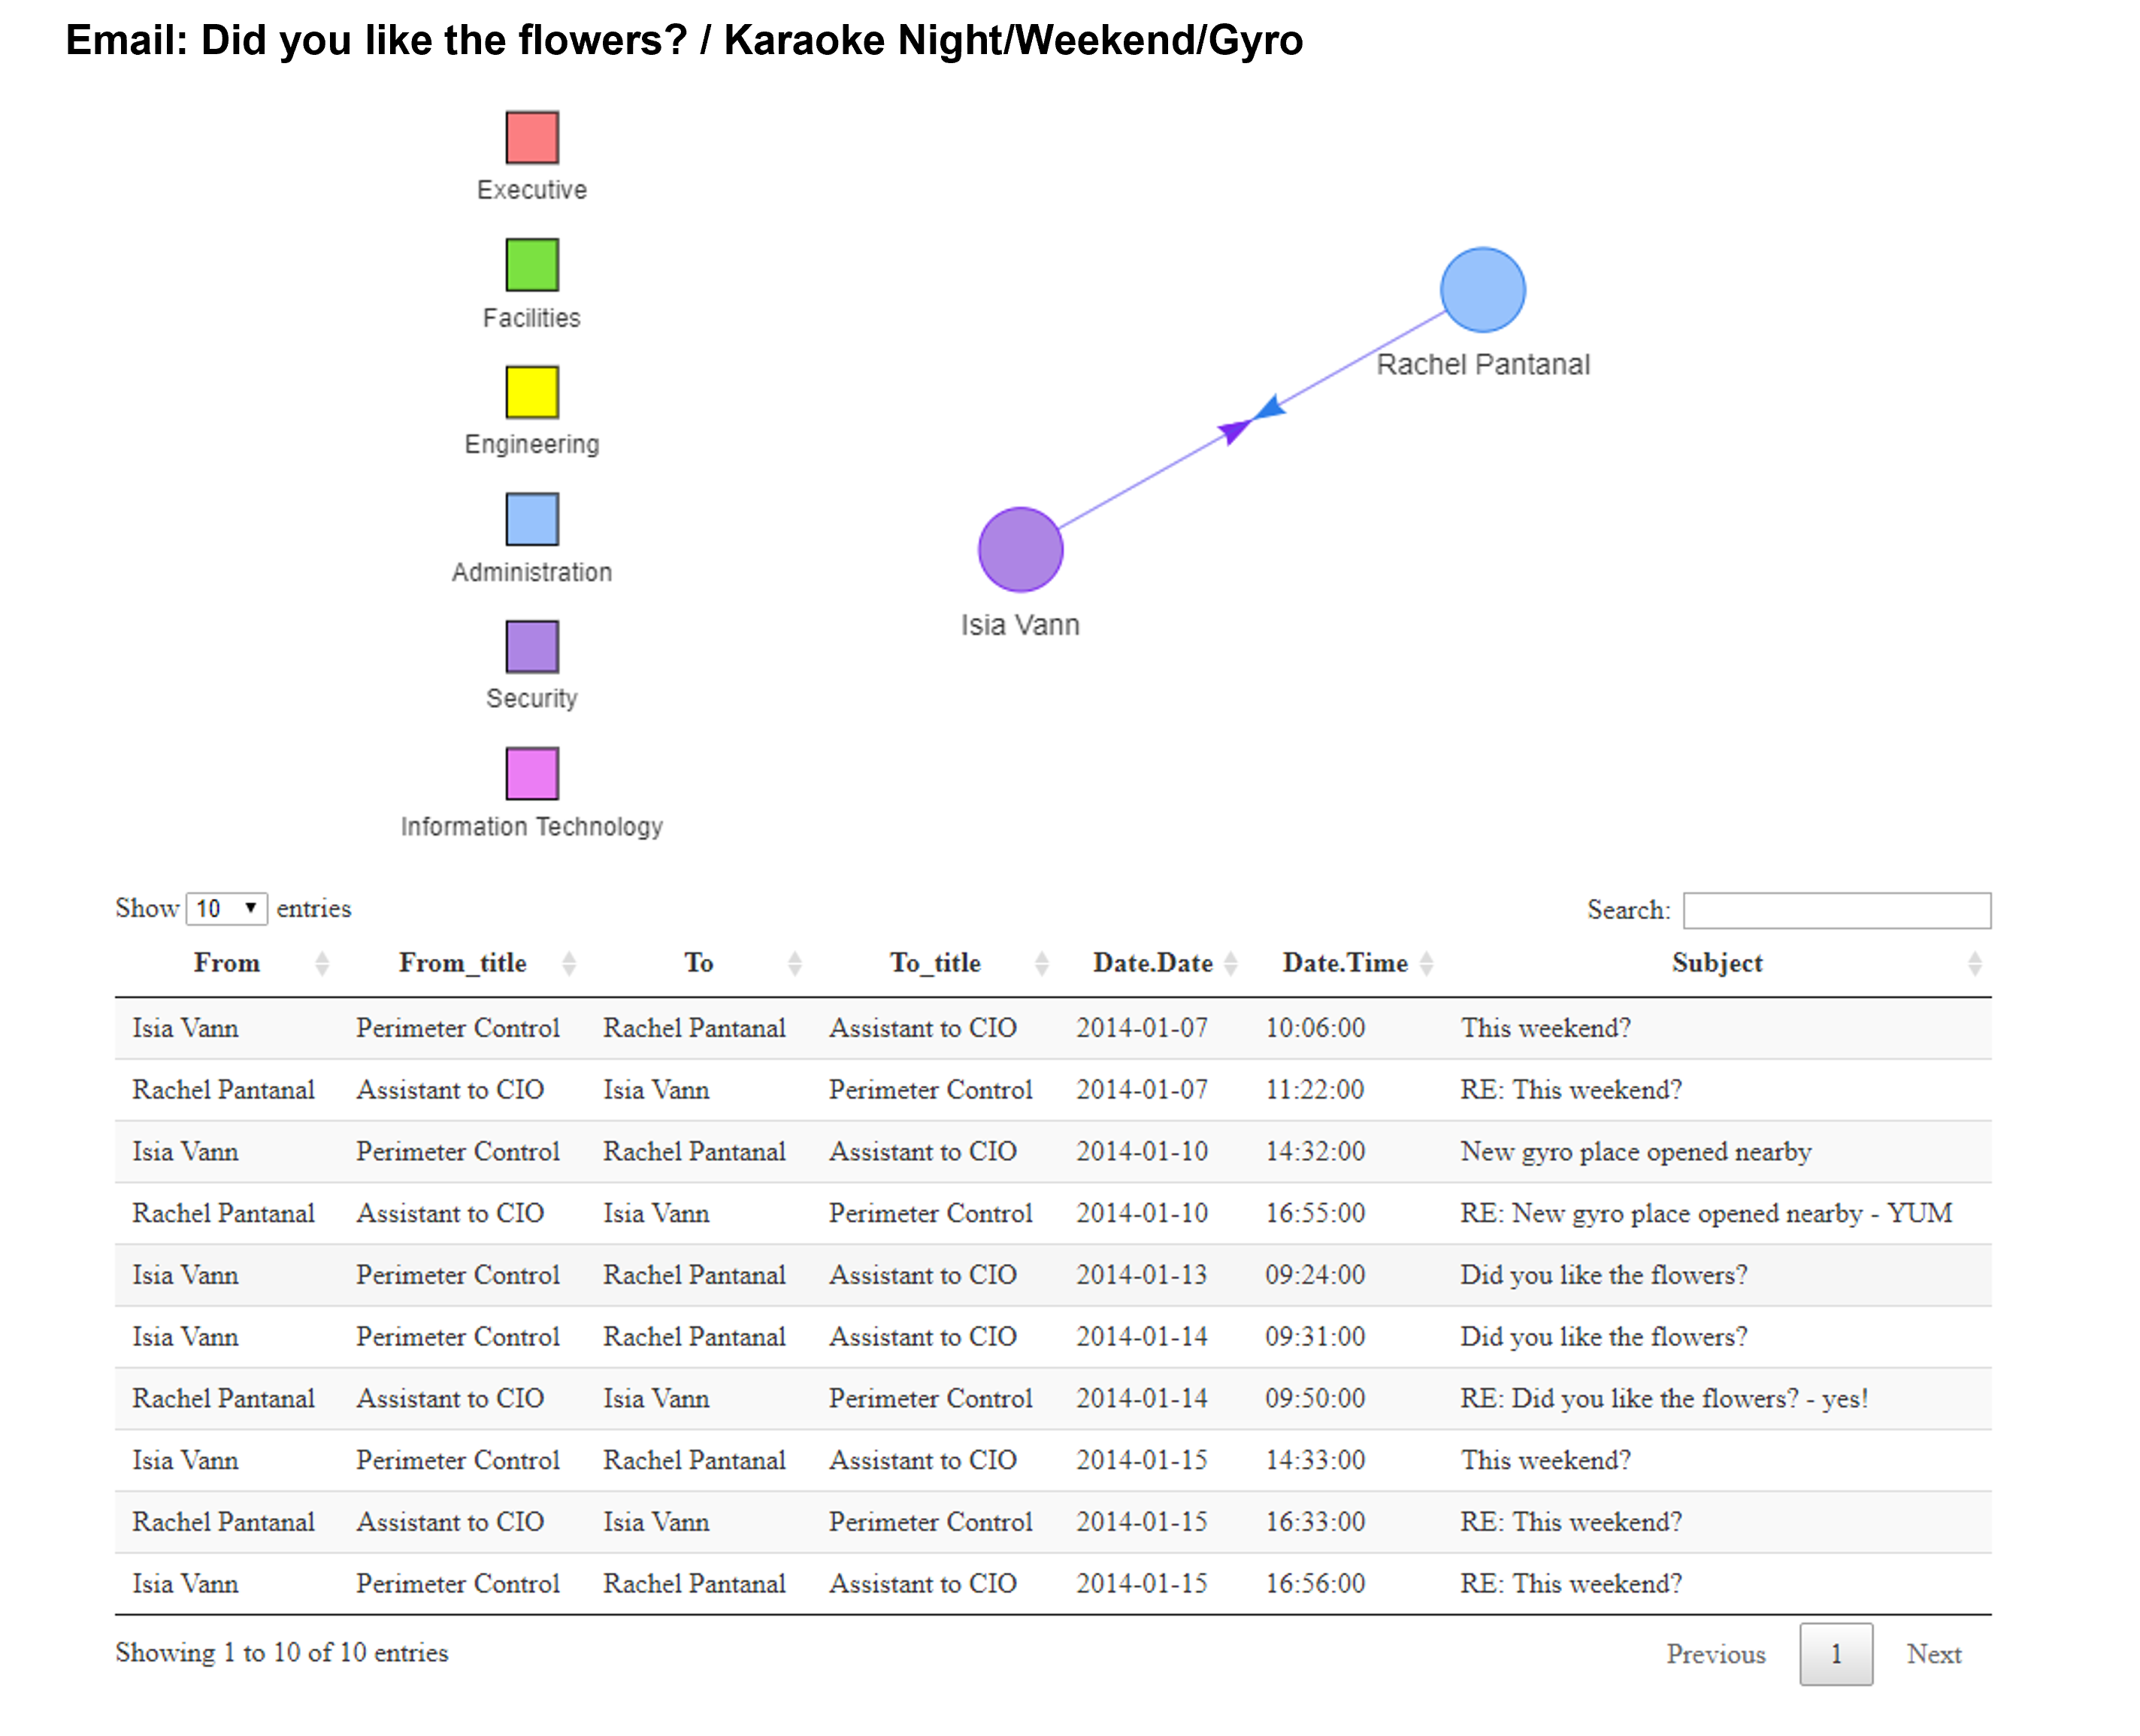 Email: Did you like the flowers? / Karaoke Night/Weekend/Gyro
Executive
Facilities
Engineering
Administration
Security
Information Technology
Rachel Pantanal
Isia Vann
Show 10 entries Search:
From From_title To To_title Date.Date Date.Time Subject
Isia Vann Perimeter Control Rachel Pantanal Assistant to CIO 2014-01-07 10:06:00 This weekend?
Rachel Pantanal Assistant to CIO Isia Vann Perimeter Control 2014-01-07 11:22:00 RE: This weekend?
Isia Vann Perimeter Control Rachel Pantanal Assistant to CIO 2014-01-10 14:32:00 New gyro place opened nearby
Rachel Pantanal Assistant to CIO Isia Vann Perimeter Control 2014-01-10 16:55:00 RE: New gyro place opened nearby - YUM
Isia Vann Perimeter Control Rachel Pantanal Assistant to CIO 2014-01-13 09:24:00 Did you like the flowers?
Isia Vann Perimeter Control Rachel Pantanal Assistant to CIO 2014-01-14 09:31:00 Did you like the flowers?
Rachel Pantanal Assistant to CIO Isia Vann Perimeter Control 2014-01-14 09:50:00 RE: Did you like the flowers? - yes!
Isia Vann Perimeter Control Rachel Pantanal Assistant to CIO 2014-01-15 14:33:00 This weekend?
Rachel Pantanal Assistant to CIO Isia Vann Perimeter Control 2014-01-15 16:33:00 RE: This weekend?
Isia Vann Perimeter Control Rachel Pantanal Assistant to CIO 2014-01-15 16:56:00 RE: This weekend?
Showing 1 to 10 of 10 entries Previous 1 Next